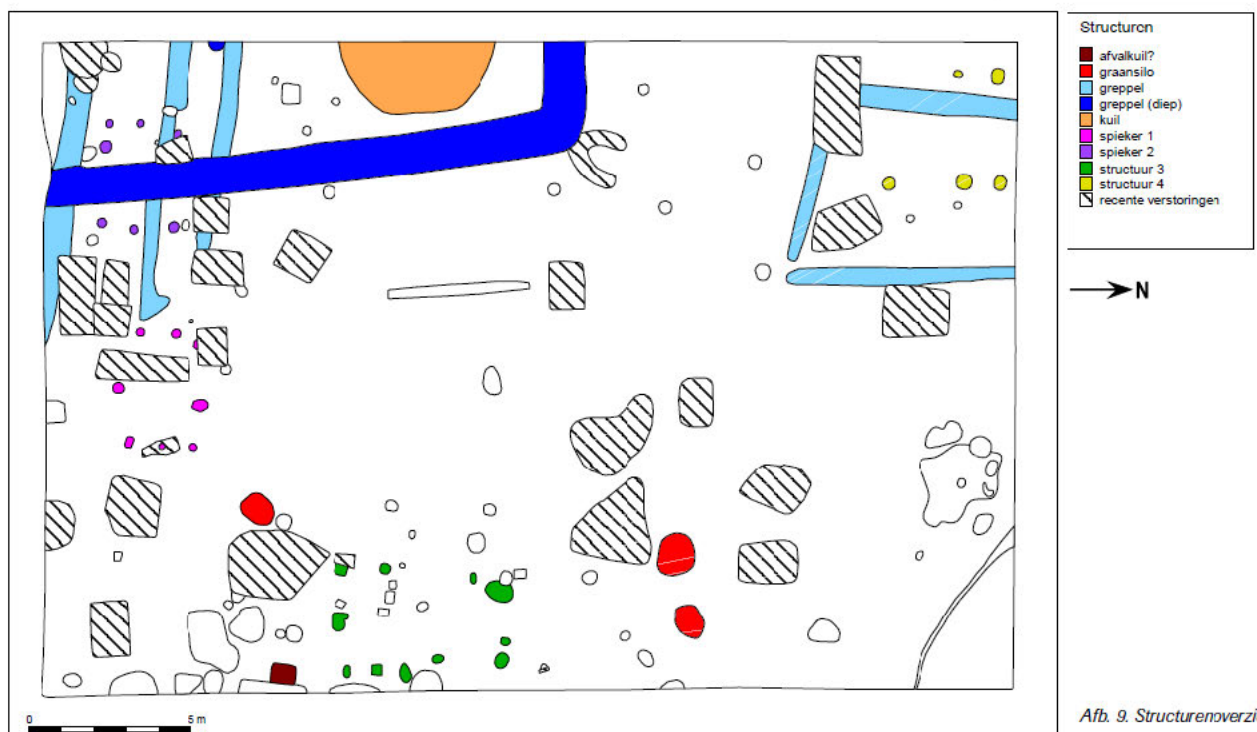 Structuren
afvalkuil?
graansilo
greppel
greppel (diep)
kuil
spieker 1
spieker 2
structuur 3
structuur 4
recente verstoringen
N
0 5 m
Afb. 9. Structurenoverzi